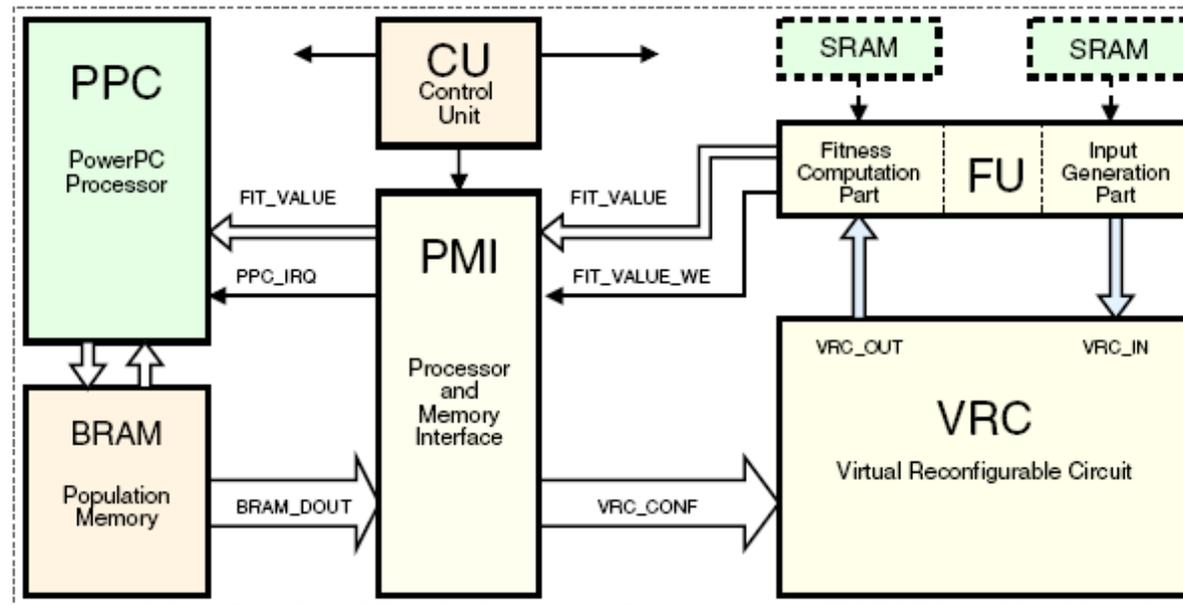 PPC
PowerPC
Processor
CU
Control
Unit
SRAM
SRAM
Fitness
Computation
Part
FU
Input
Generation
Part
FIT_VALUE
FIT_VALUE
PMI
PPC_IRQ
FIT_VALUE_WE
Processor
and
Memory
Interface
VRC_OUT
VRC_IN
VRC
Virtual Reconfigurable Circuit
BRAM
Population
Memory
BRAM_DOUT
VRC_CONF